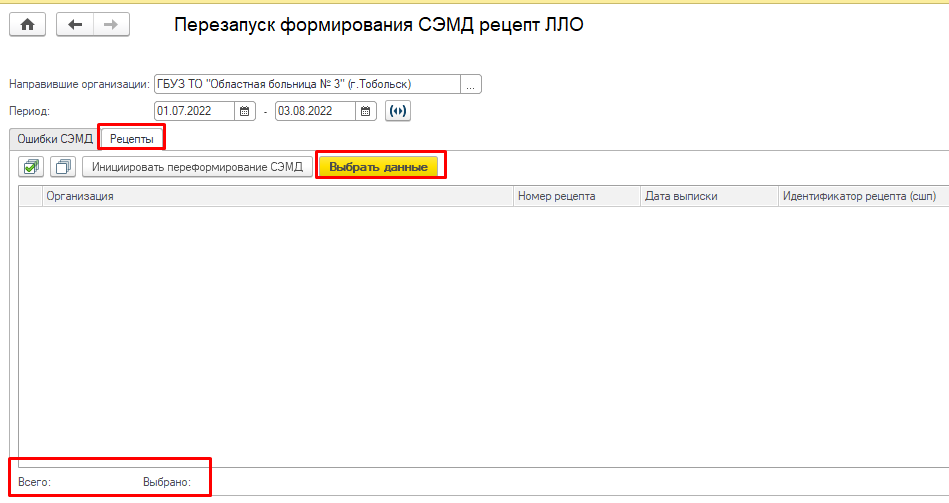 Перезапуск формирования СЭМД рецепт ЛЛО
Направившие организации: ГБУЗ ТО "Областная больница № 3" (г.Тобольск) ...
Период: 01.07.2022 - 03.08.2022
Ошибки СЭМД Рецепты
Инициировать переформирование СЭМД Выбрать данные
Организация Номер рецепта Дата выписки Идентификатор рецепта (сшп)
Всего: Выбрано: